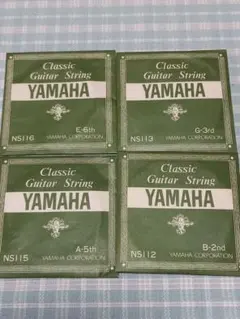 Classic
Guitar String
YAMAHA
E-6th
NS116 YAMAHA CORPORATION
Classic
Guitar String
YAMAHA
G-3rd
NS113 YAMAHA CORPORATION
Classic
Guitar String
YAMAHA
A-5th
NS115 YAMAHA CORPORATION
Classic
Guitar String
YAMAHA
B-2nd
NS112 YAMAHA CORPORATION